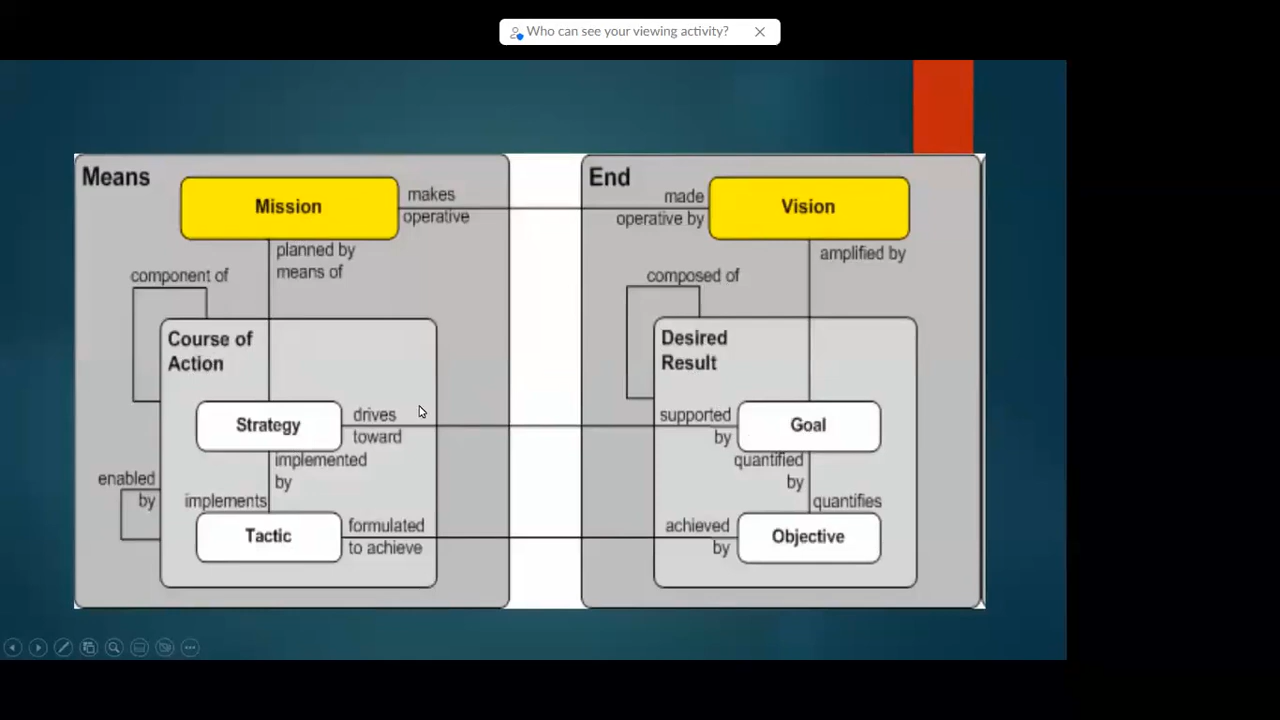 Who can see your viewing activity?
Means
Mission
makes
operative
planned by
means of
component of
Course of
Action
Strategy
drives
toward
implemented
by
enabled
by
implements
Tactic
formulated
to achieve
End
made
operative by
Vision
amplified by
composed of
Desired
Result
supported
by
Goal
quantified
by
quantifies
achieved
by
Objective